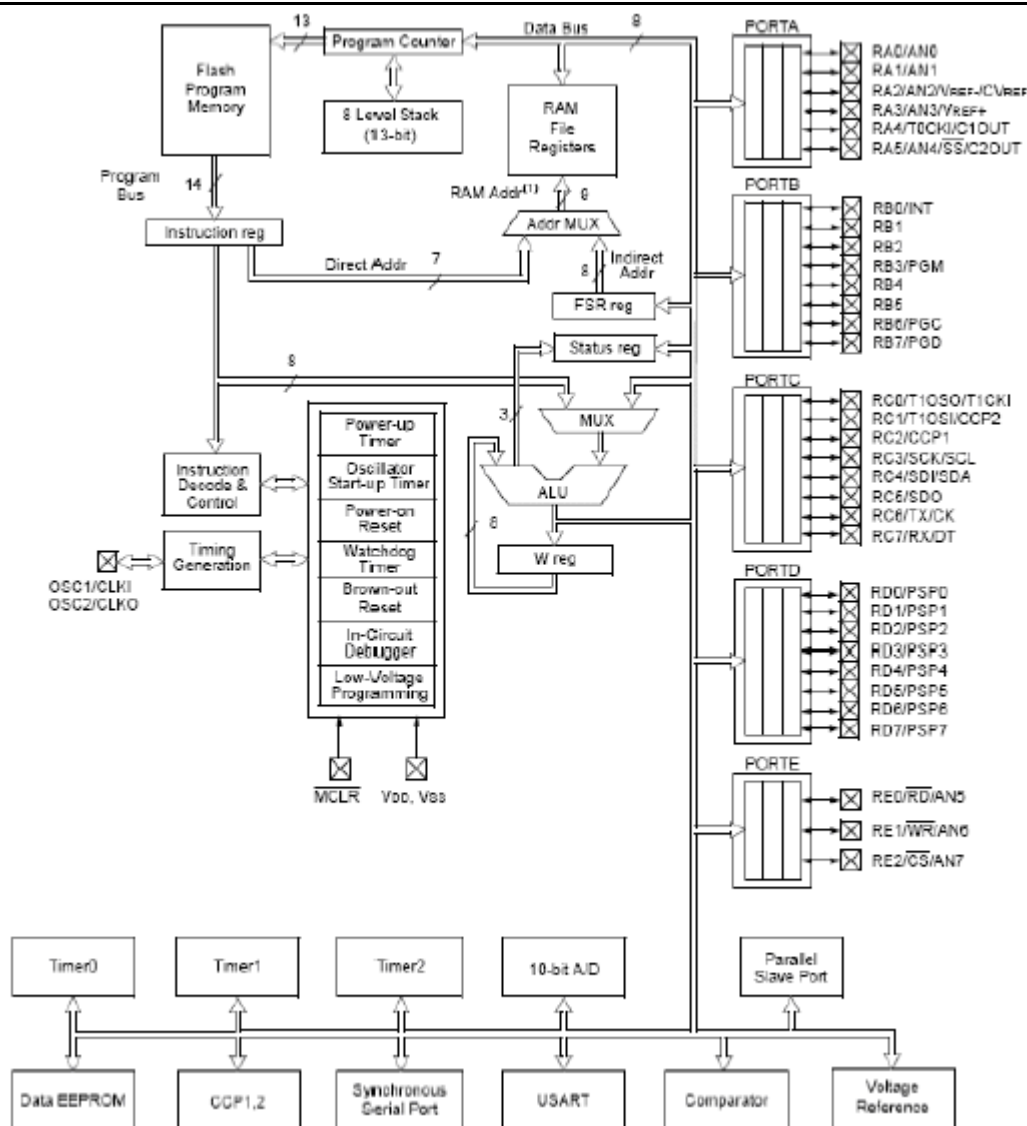 13
Data Bus
8
PORTA
Program Counter
Flash
Program
Memory
8 Level Stack
(13-bit)
RAM
File
Registers
RA0/AN0
RA1/AN1
RA2/AN2/VREF-/CVREF
RA3/AN3/VREF+
RA4/T0CKI/C1OUT
RA5/AN4/SS/C2OUT
Program
Bus
14
RAM Addr(1)
9
PORTB
Addr MUX
Instruction reg
Direct Addr
7
8
Indirect
Addr
FSR reg
RB0/INT
RB1
RB2
RB3/PGM
RB4
RB5
RB6/PGC
RB7/PGD
Status reg
8
3
MUX
PORTC
RC0/T1OSO/T1CKI
RC1/T1OSI/CCP2
RC2/CCP1
RC3/SCK/SCL
RC4/SDI/SDA
RC5/SDO
RC6/TX/CK
RC7/RX/DT
Power-up
Timer
Oscillator
Start-up Timer
Power-on
Reset
Watchdog
Timer
Brown-out
Reset
In-Circuit
Debugger
Low-Voltage
Programming
Instruction
Decode &
Control
Timing
Generation
OSC1/CLKI
OSC2/CLKO
ALU
8
W reg
MCLR
VDD, VSS
PORTD
RD0/PSP0
RD1/PSP1
RD2/PSP2
RD3/PSP3
RD4/PSP4
RD5/PSP5
RD6/PSP6
RD7/PSP7
PORTE
RE0/RD/AN5
RE1/WR/AN6
RE2/CS/AN7
Timer0
Timer1
Timer2
10-bit A/D
Parallel
Slave Port
Data EEPROM
CCP1,2
Synchronous
Serial Port
USART
Comparator
Voltage
Reference